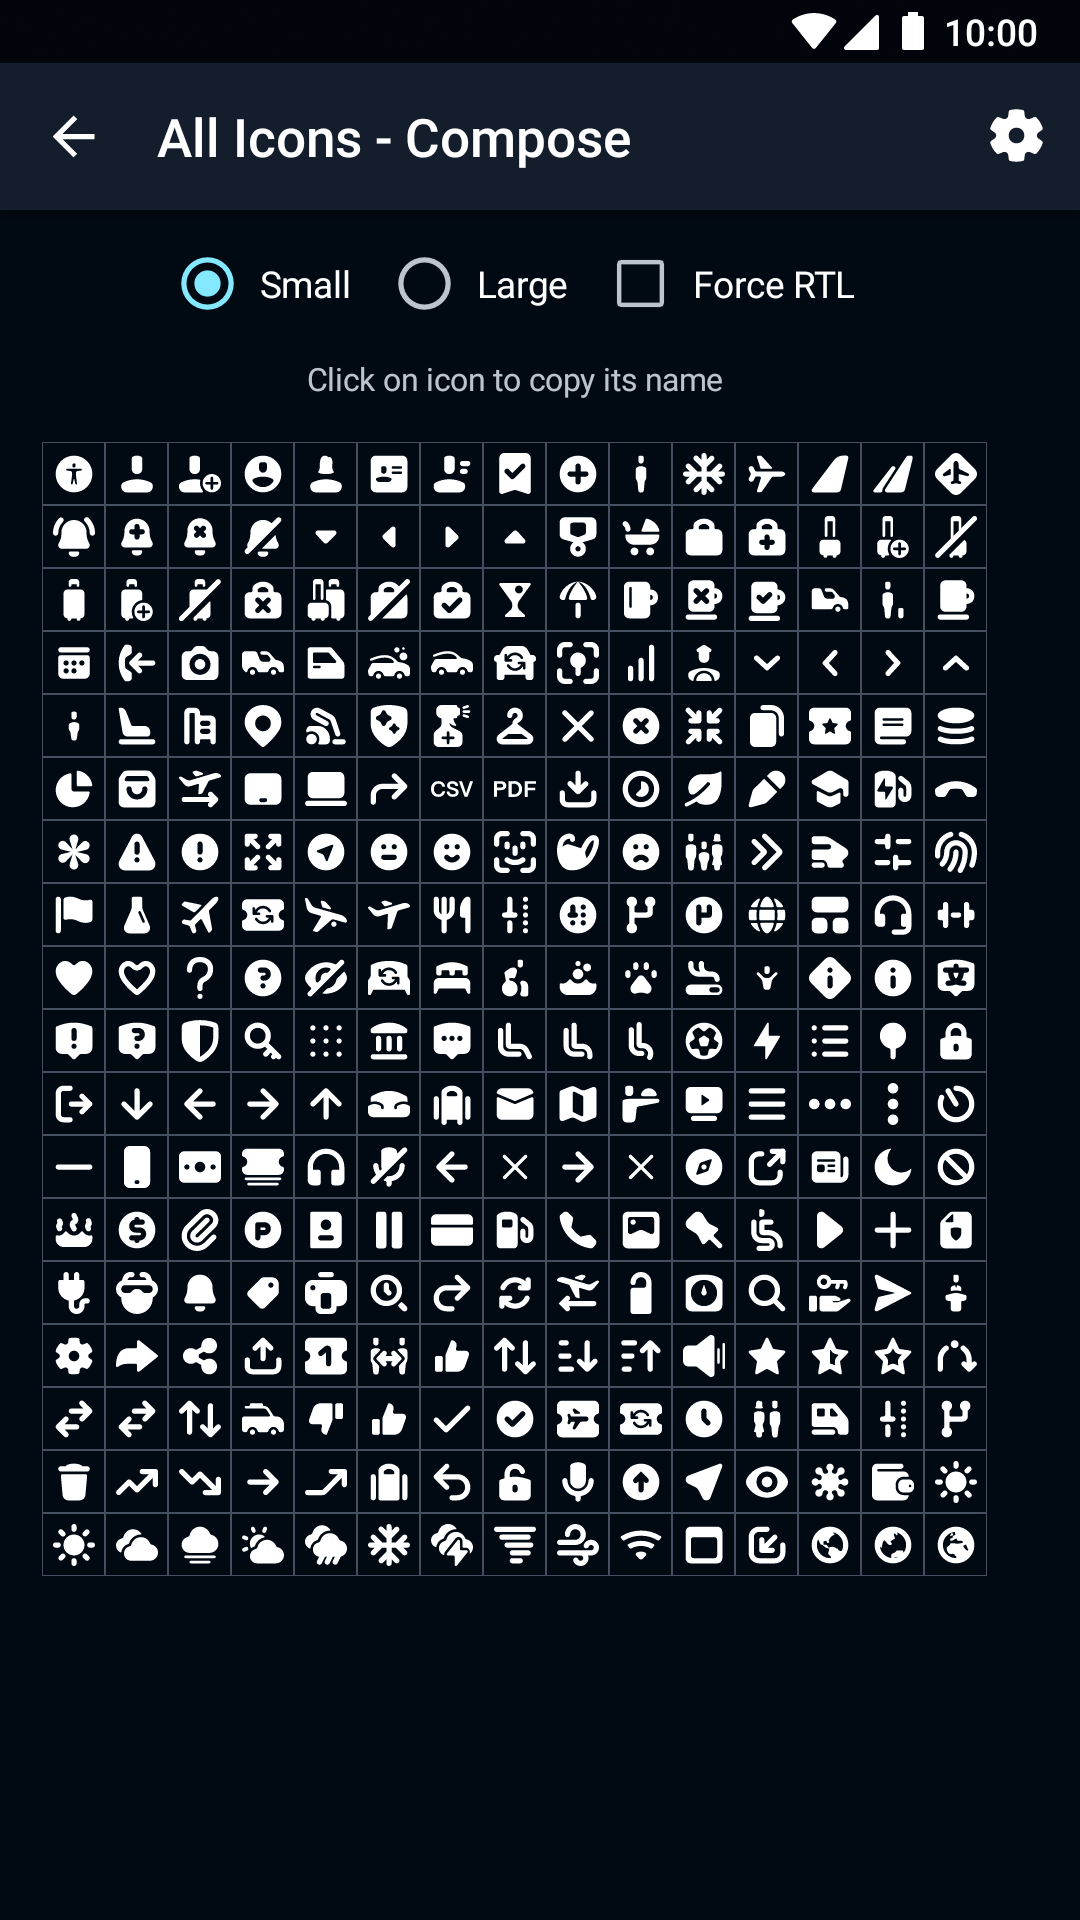 10:00
All Icons - Compose
Small Large Force RTL
Click on icon to copy its name
CSV PDF